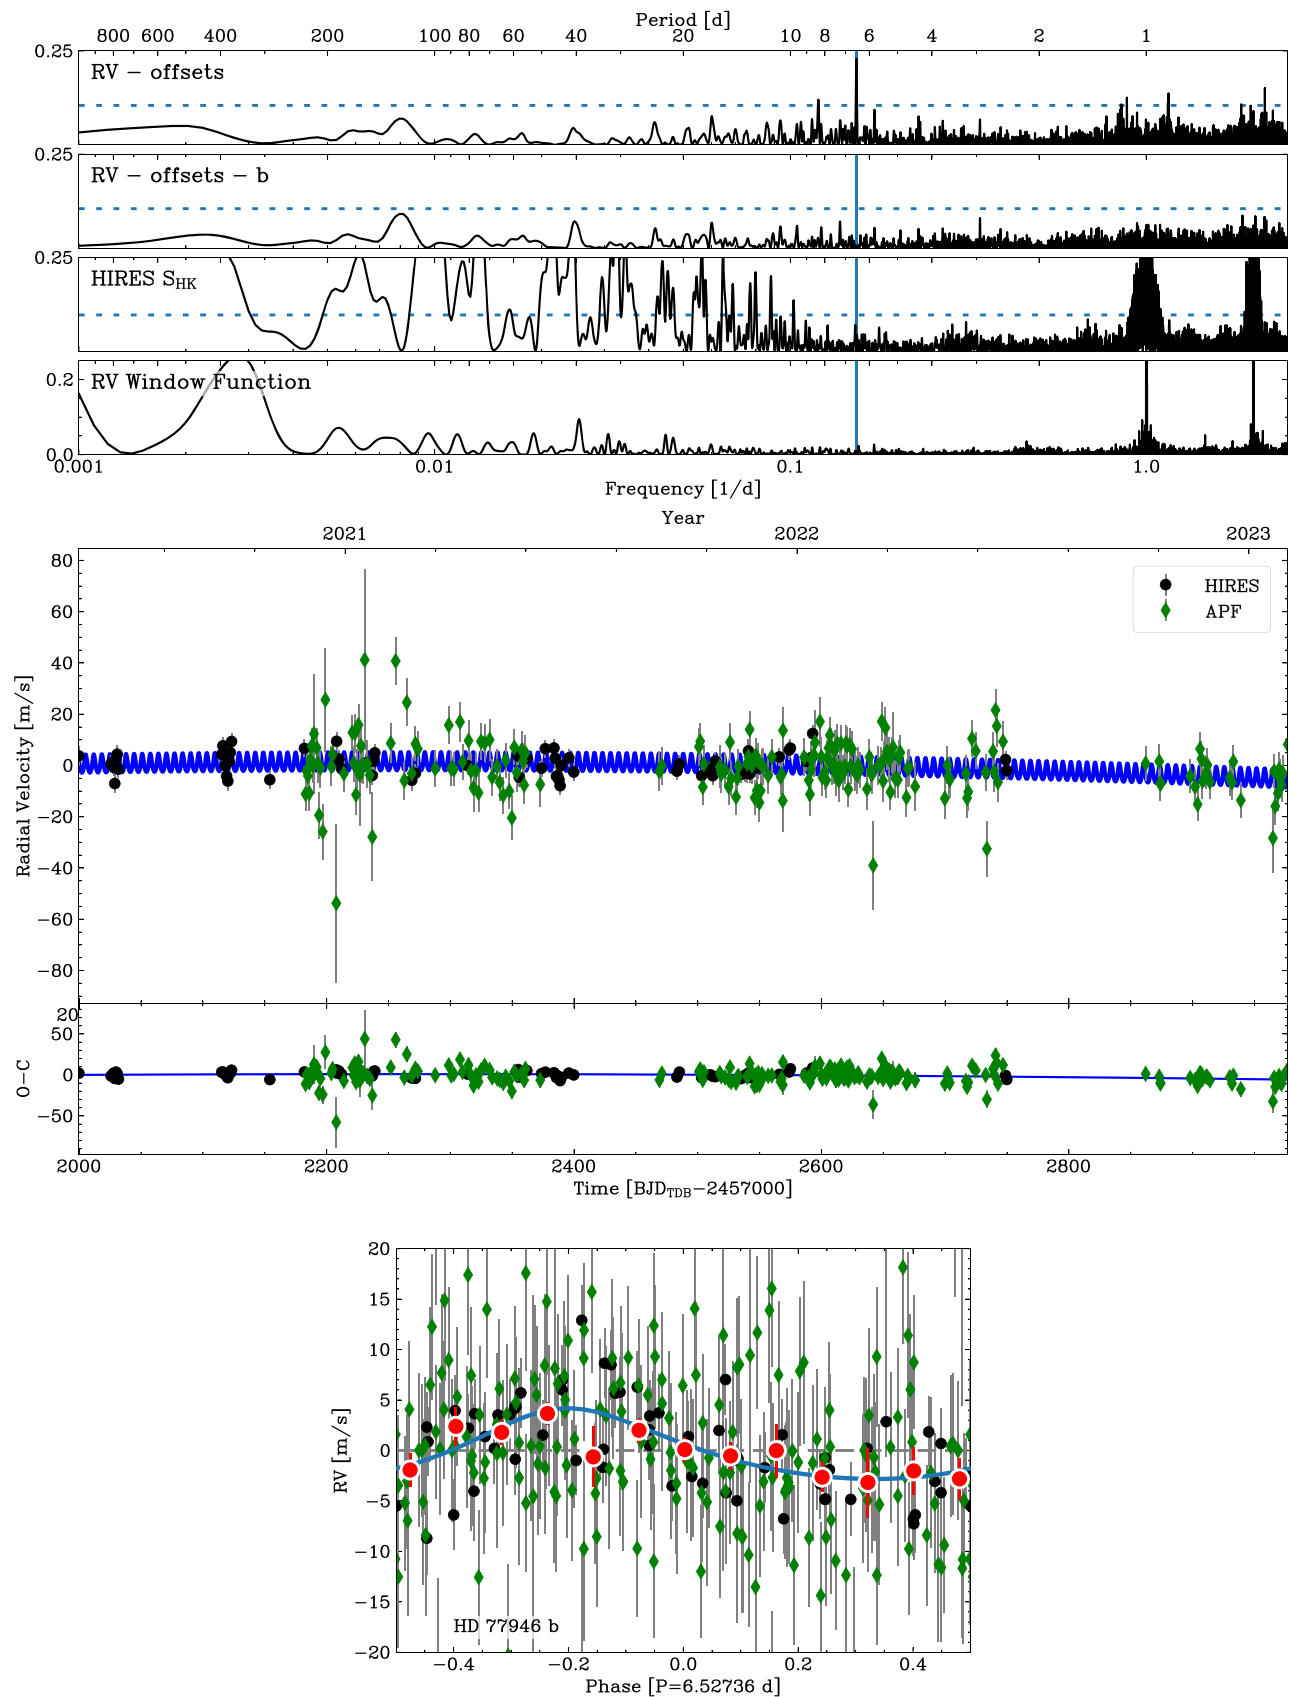 Period [d]
800 600 400 200 100 80 60 40 20 10 8 6 4 2 1
0.25
RV − offsets
0.25
RV − offsets − b
0.25
HIRES S_HK
0.2
RV Window Function
0.0
0.001 0.01 0.1 1.0
Frequency [1/d]
Year
2021 2022 2023
80
60
40
20
0
−20
−40
−60
−80
Radial Velocity [m/s]
HIRES
APF
20
50
0
−50
O−C
2000 2200 2400 2600 2800
Time [BJD_TDB−2457000]
20
15
10
5
0
−5
−10
−15
−20
RV [m/s]
HD 77946 b
−0.4 −0.2 0.0 0.2 0.4
Phase [P=6.52736 d]